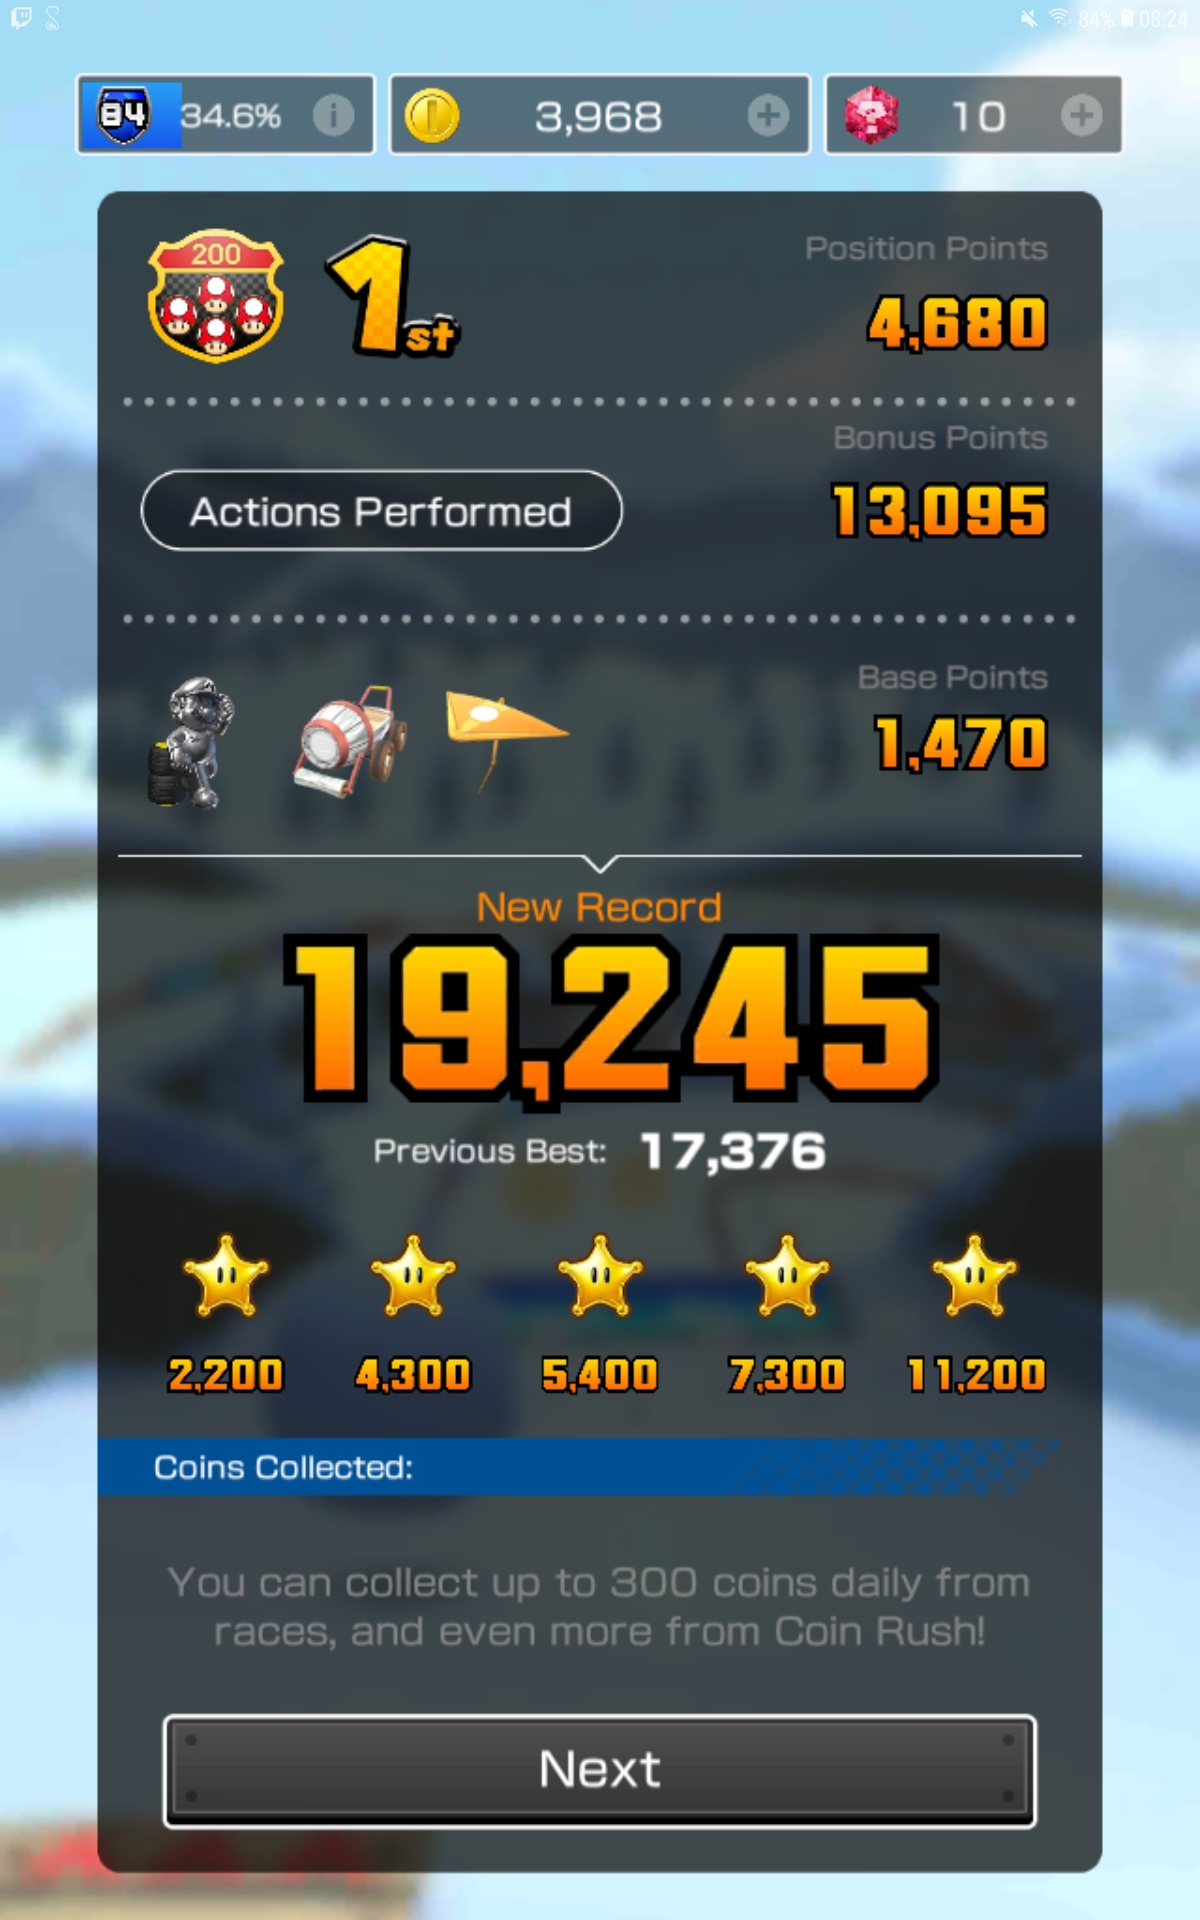 84% 08:24
84 34.6% i 3,968 + 10 +
200
1st
Position Points
4,680
Bonus Points
Actions Performed
13,095
Base Points
1,470
New Record
19,245
Previous Best: 17,376
2,200 4,300 5,400 7,300 11,200
Coins Collected:
You can collect up to 300 coins daily from
races, and even more from Coin Rush!
Next